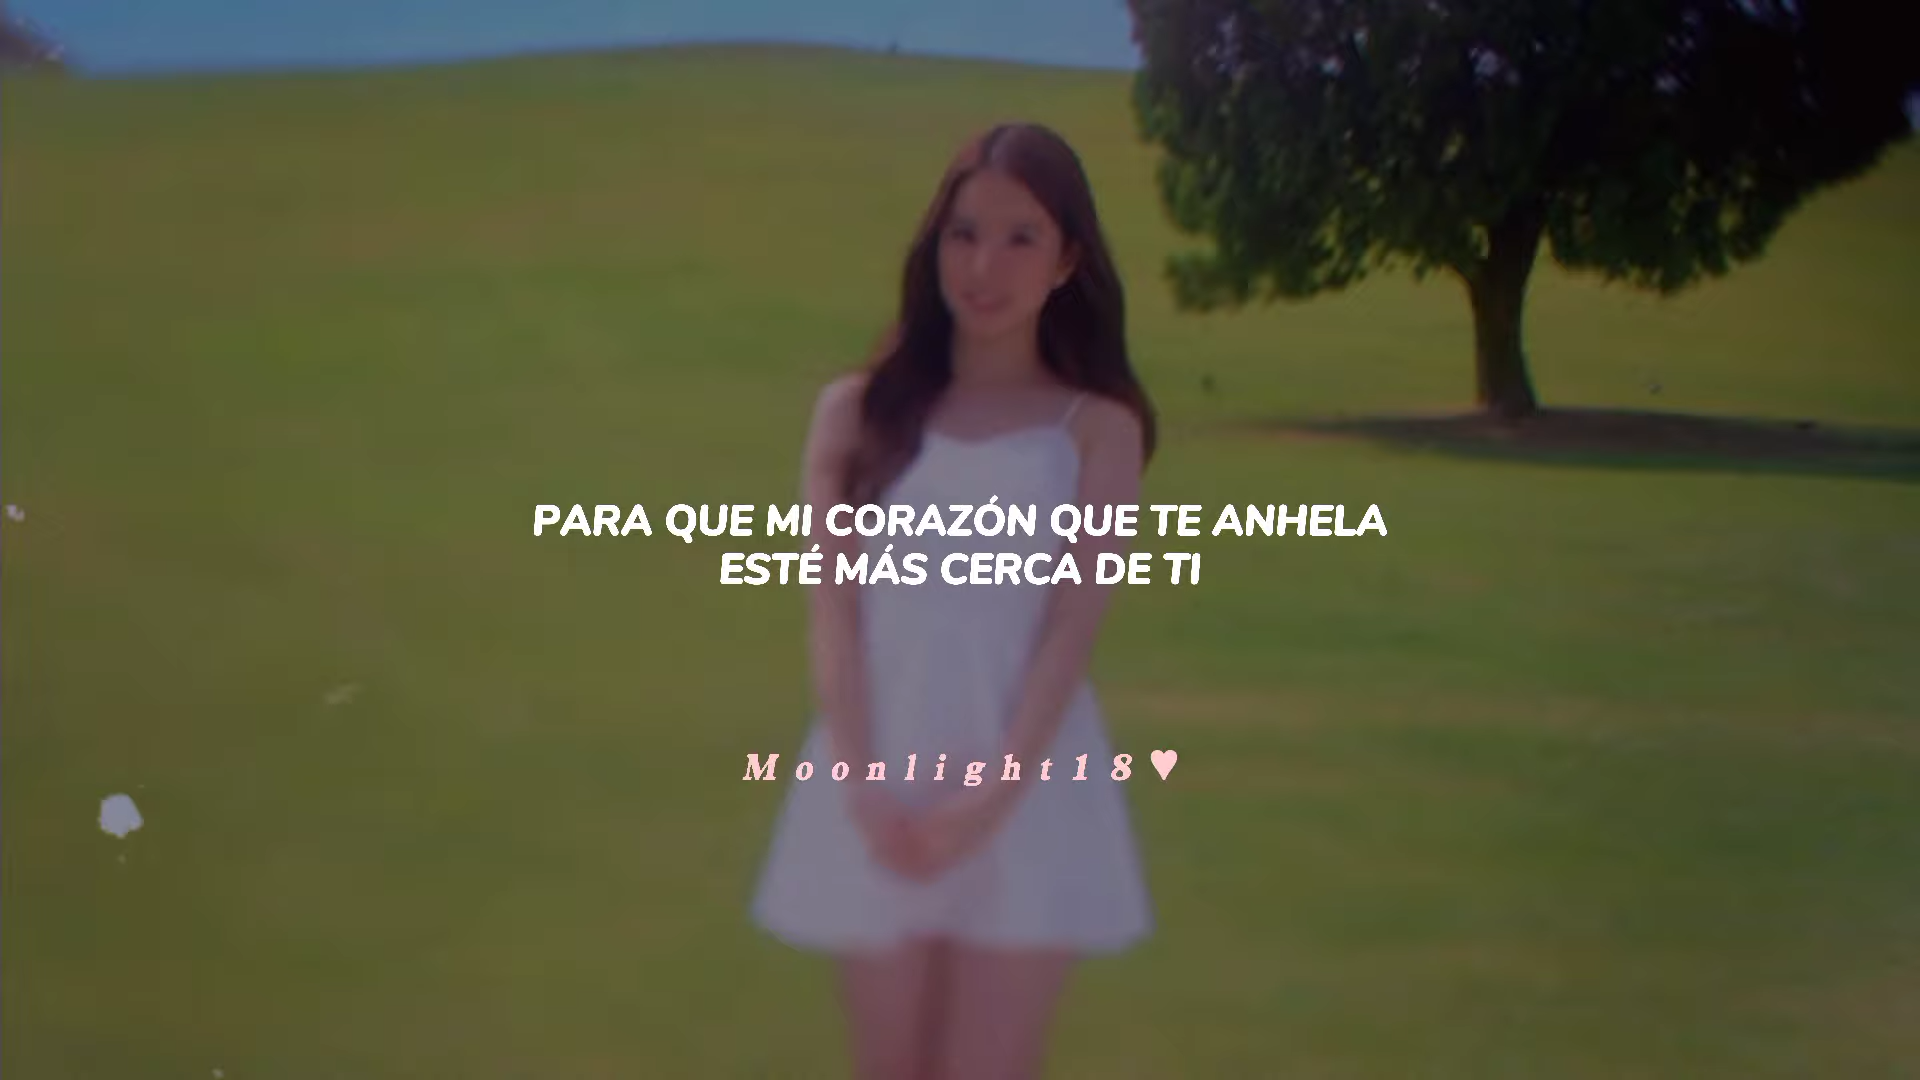 PARA QUE MI CORAZÓN QUE TE ANHELA
ESTÉ MÁS CERCA DE TI
Moonlight18♥